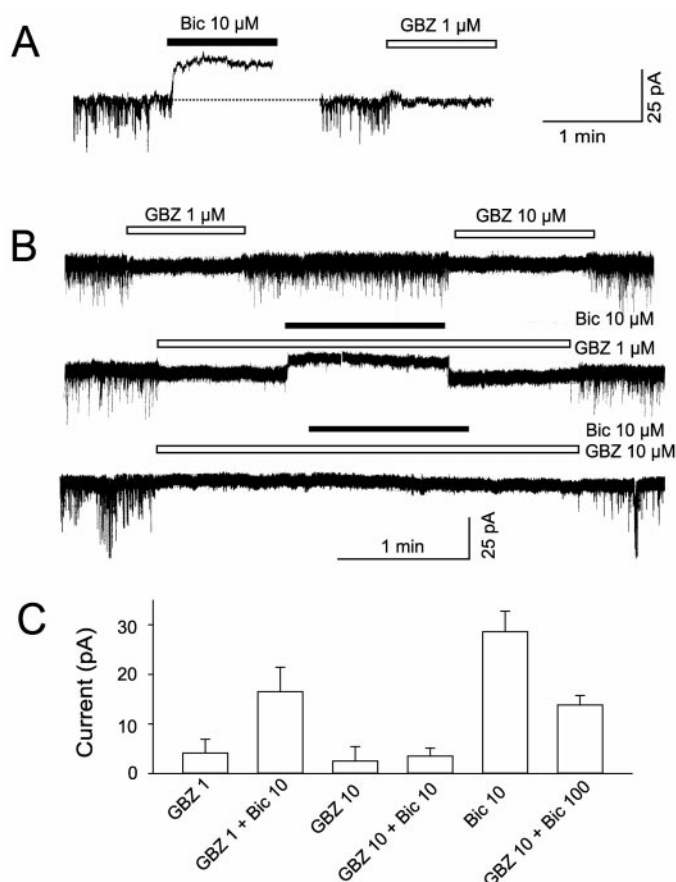 A
Bic 10 µM
GBZ 1 µM
25 pA
1 min
B
GBZ 1 µM
GBZ 10 µM
Bic 10 µM
GBZ 1 µM
Bic 10 µM
GBZ 10 µM
1 min
25 pA
C
Current (pA)
30
20
10
0
GBZ 1
GBZ 1 + Bic 10
GBZ 10
GBZ 10 + Bic 10
Bic 10
GBZ 10 + Bic 100